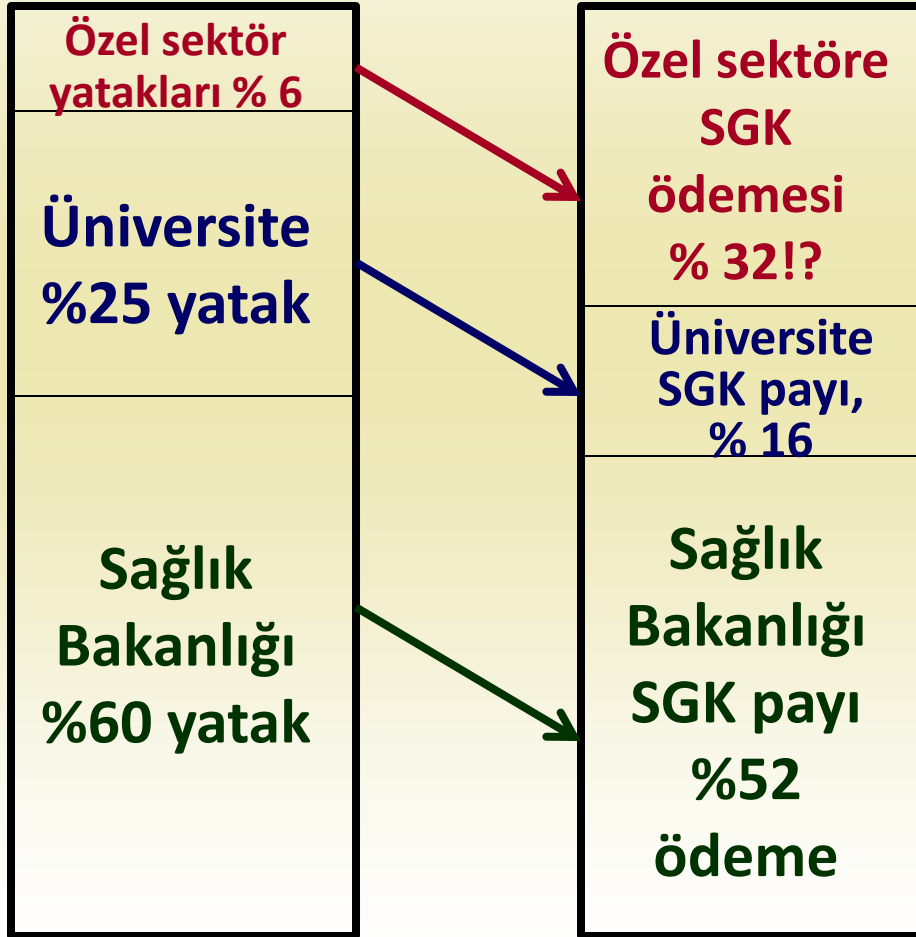 Özel sektör
yatakları % 6
Üniversite
%25 yatak
Sağlık
Bakanlığı
%60 yatak
Özel sektöre
SGK
ödemesi
% 32!?
Üniversite
SGK payı,
% 16
Sağlık
Bakanlığı
SGK payı
%52
ödeme